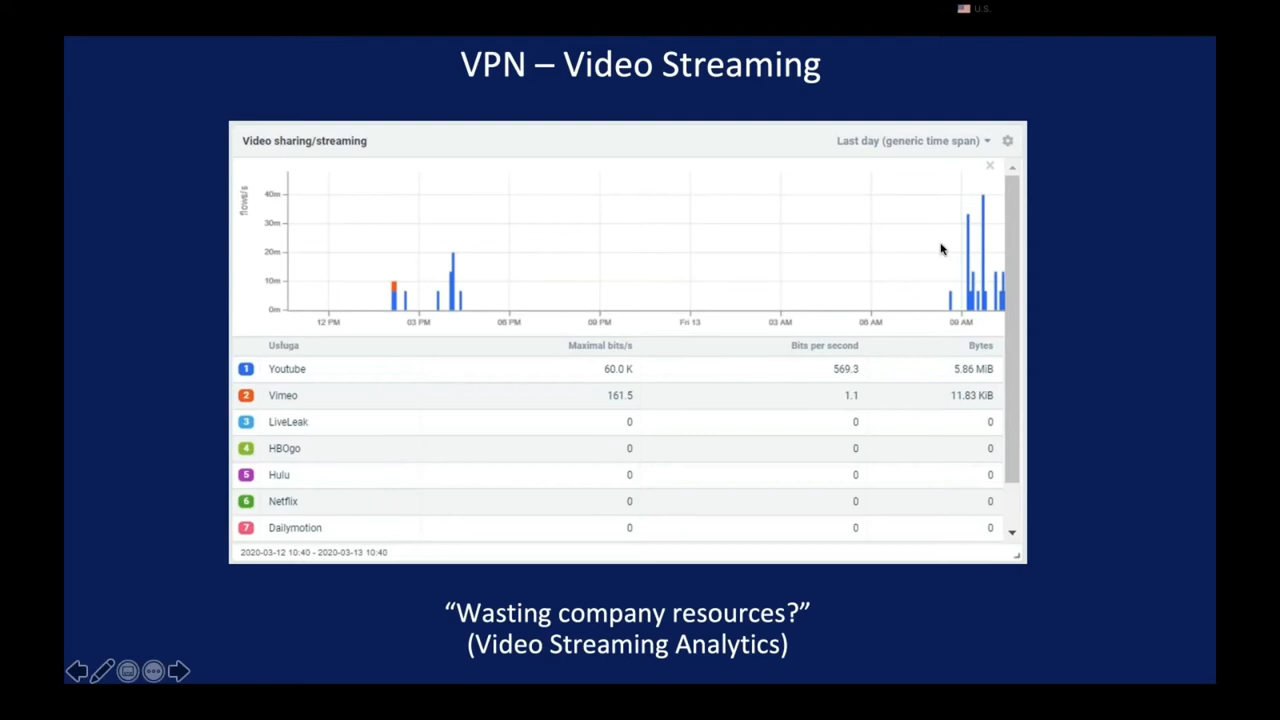 U.S.
VPN – Video Streaming
Video sharing/streaming
Last day (generic time span)
flows/s
40m
30m
20m
10m
0m
12 PM 03 PM 06 PM 09 PM Fri 13 03 AM 06 AM 09 AM
Usługa Maximal bits/s Bits per second Bytes
1 Youtube 60.0 K 569.3 5.86 MiB
2 Vimeo 161.5 1.1 11.83 KiB
3 LiveLeak 0 0 0
4 HBOgo 0 0 0
5 Hulu 0 0 0
6 Netflix 0 0 0
7 Dailymotion 0 0 0
2020-03-12 10:40 - 2020-03-13 10:40
“Wasting company resources?”
(Video Streaming Analytics)